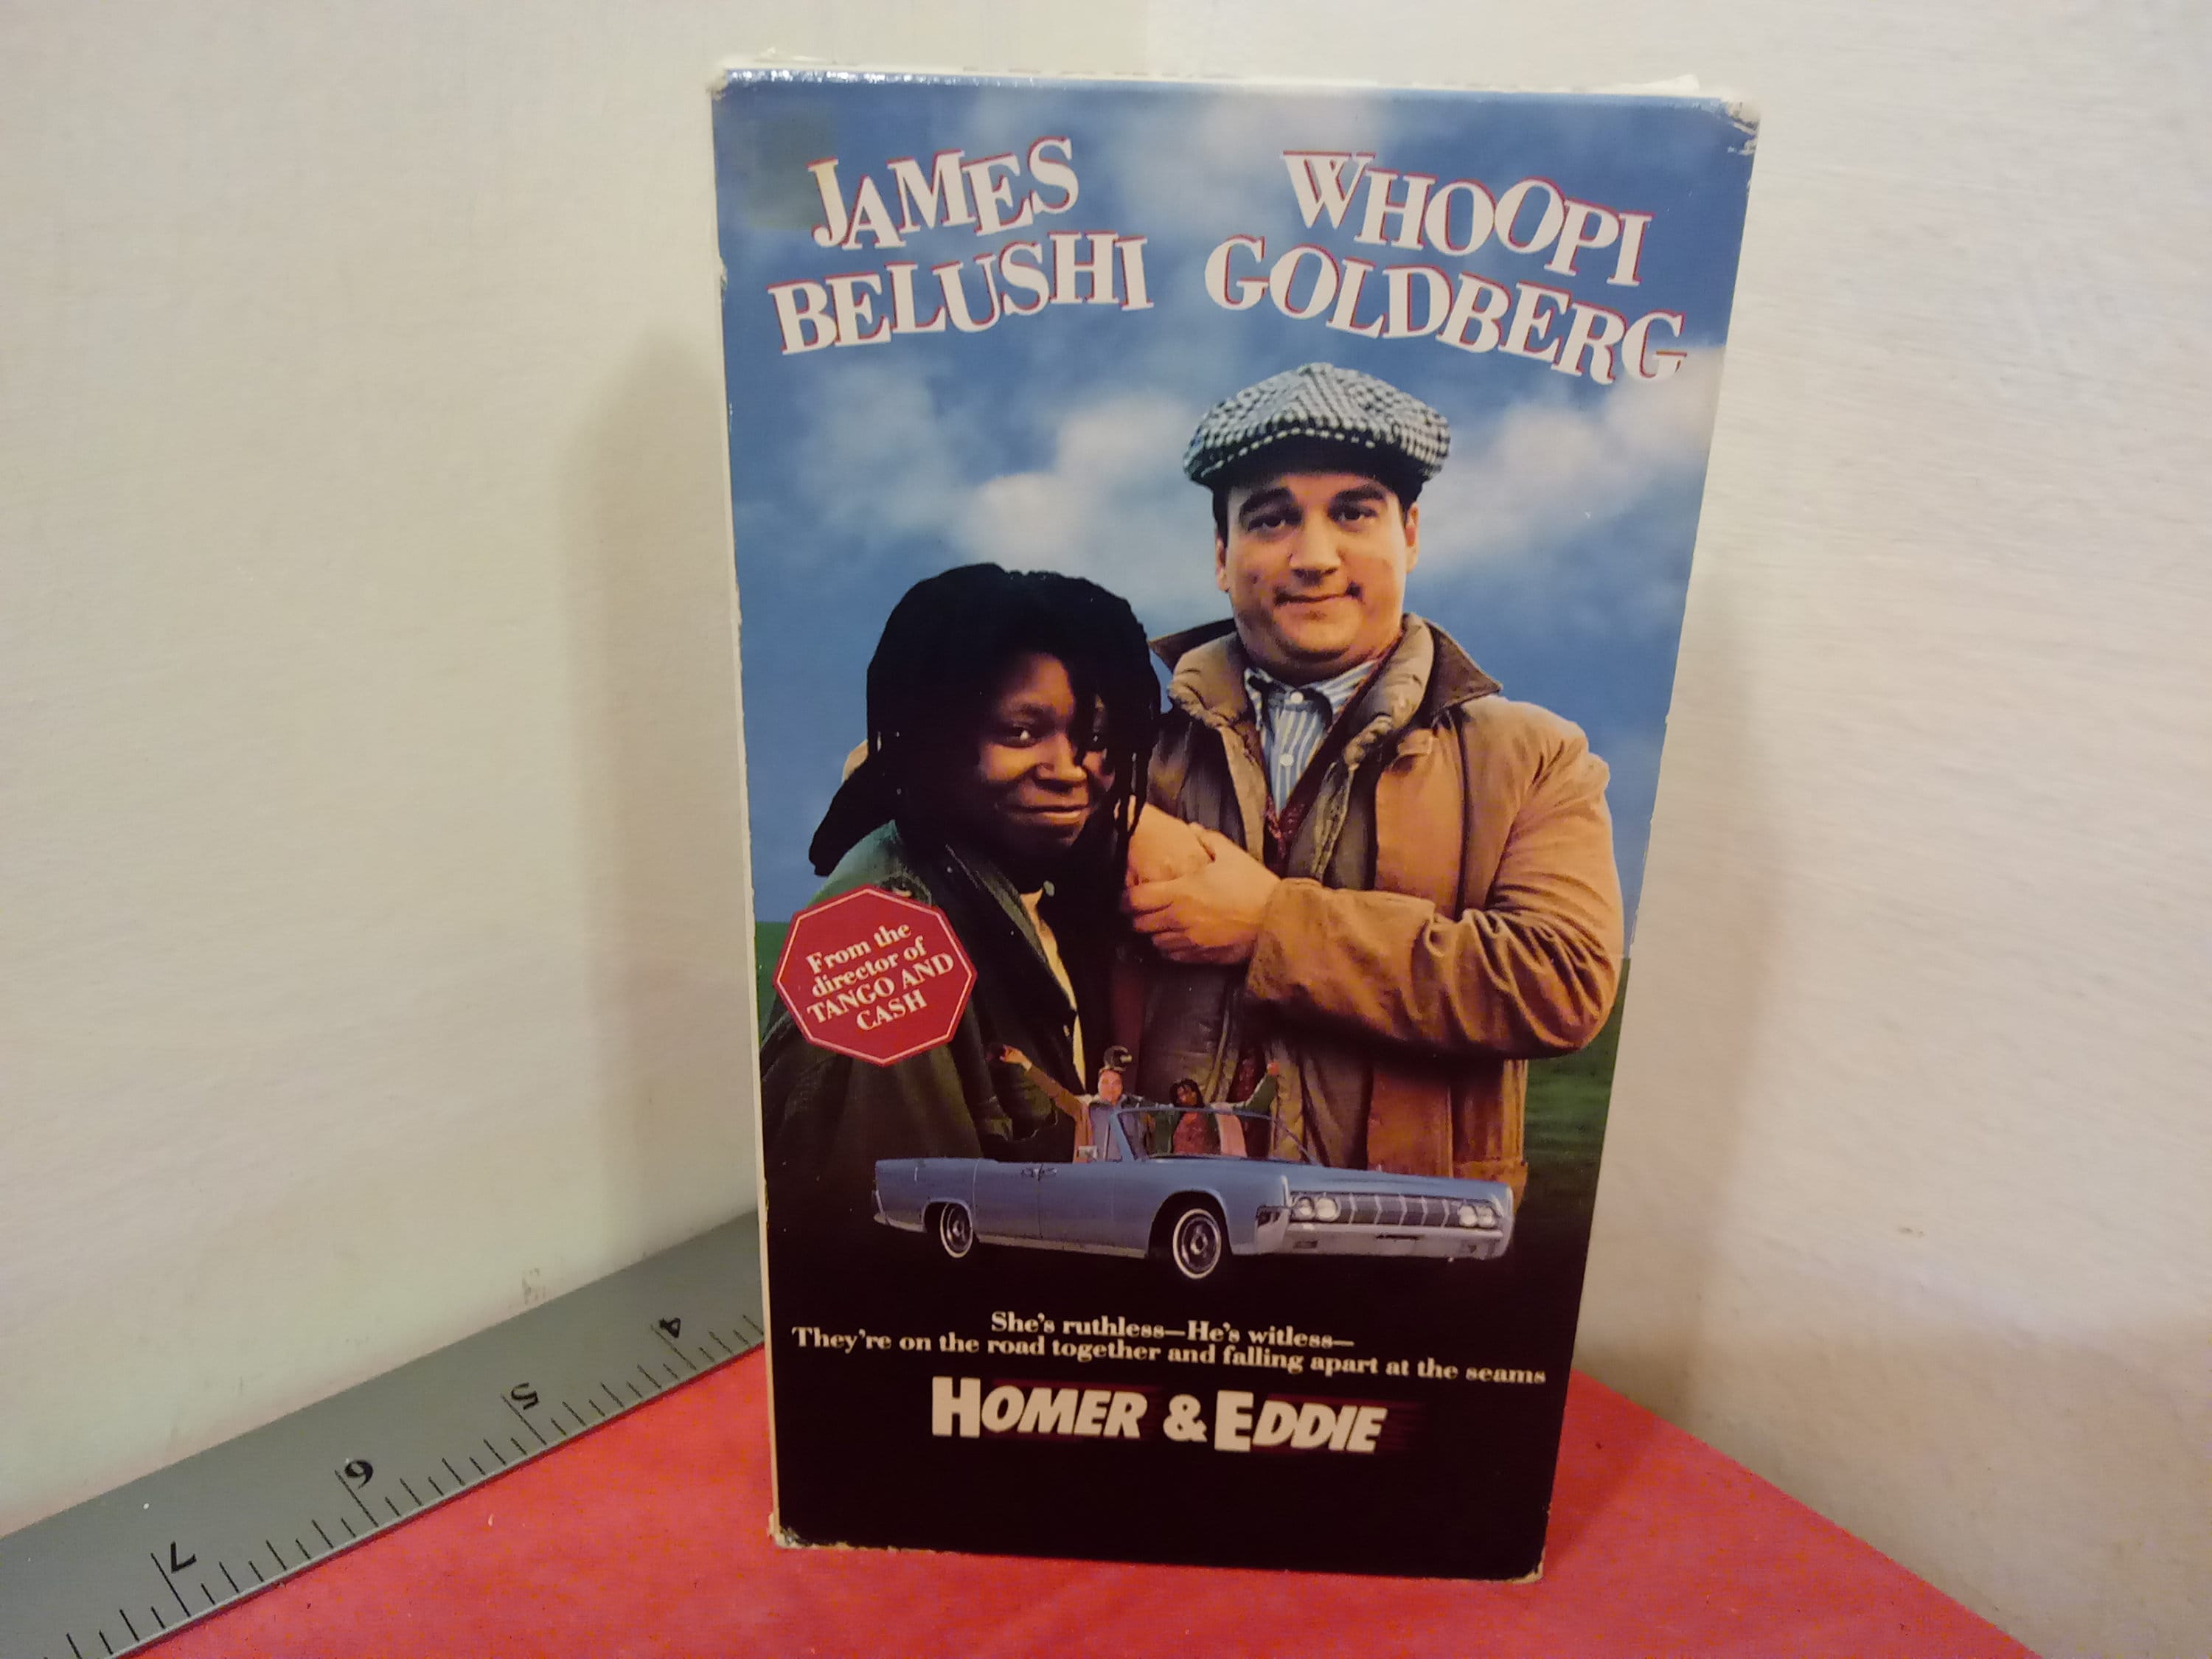 JAMES
BELUSHI
WHOOPI
GOLDBERG
From the
director of
TANGO AND
CASH
She's ruthless—He's witless—
They're on the road together and falling apart at the seams
HOMER & EDDIE
4
5
6
7